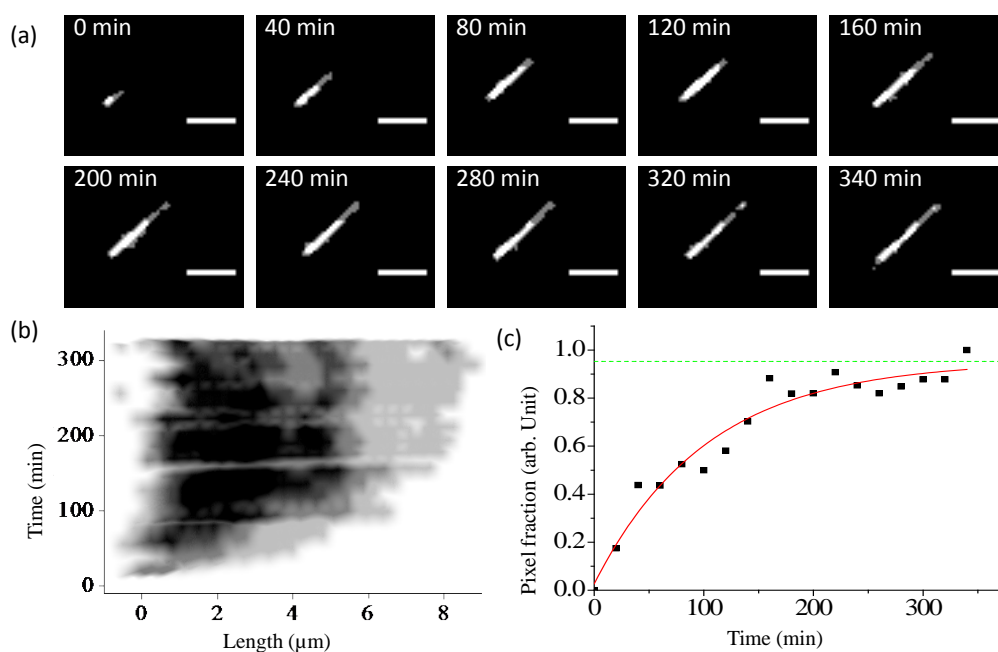 (a)
0 min
40 min
80 min
120 min
160 min
200 min
240 min
280 min
320 min
340 min
(b)
300
200
100
0
Time (min)
0
2
4
6
8
Length (µm)
(c)
1.0
0.8
0.6
0.4
0.2
0.0
Pixel fraction (arb. Unit)
0
100
200
300
Time (min)